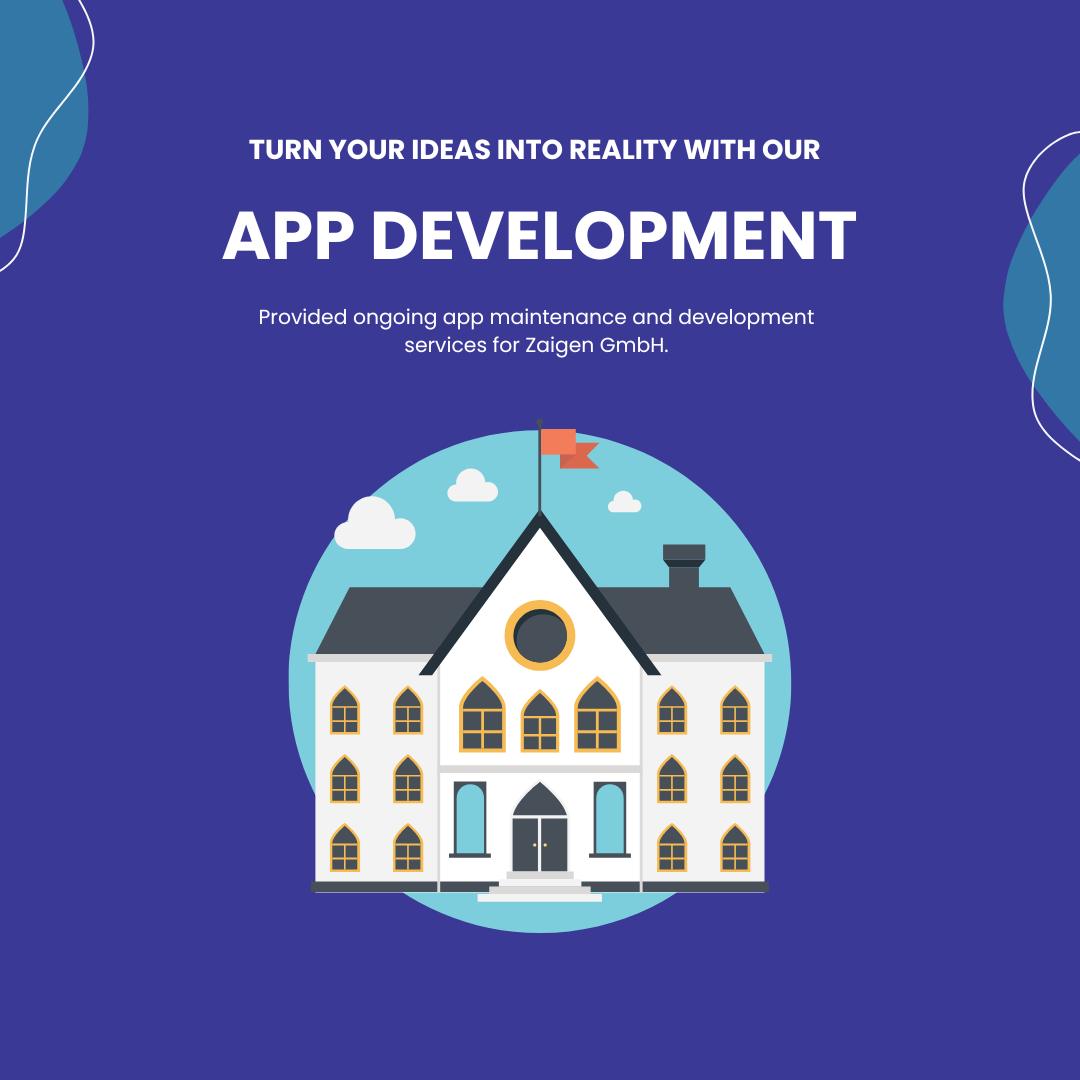 TURN YOUR IDEAS INTO REALITY WITH OUR
APP DEVELOPMENT
Provided ongoing app maintenance and development
services for Zaigen GmbH.